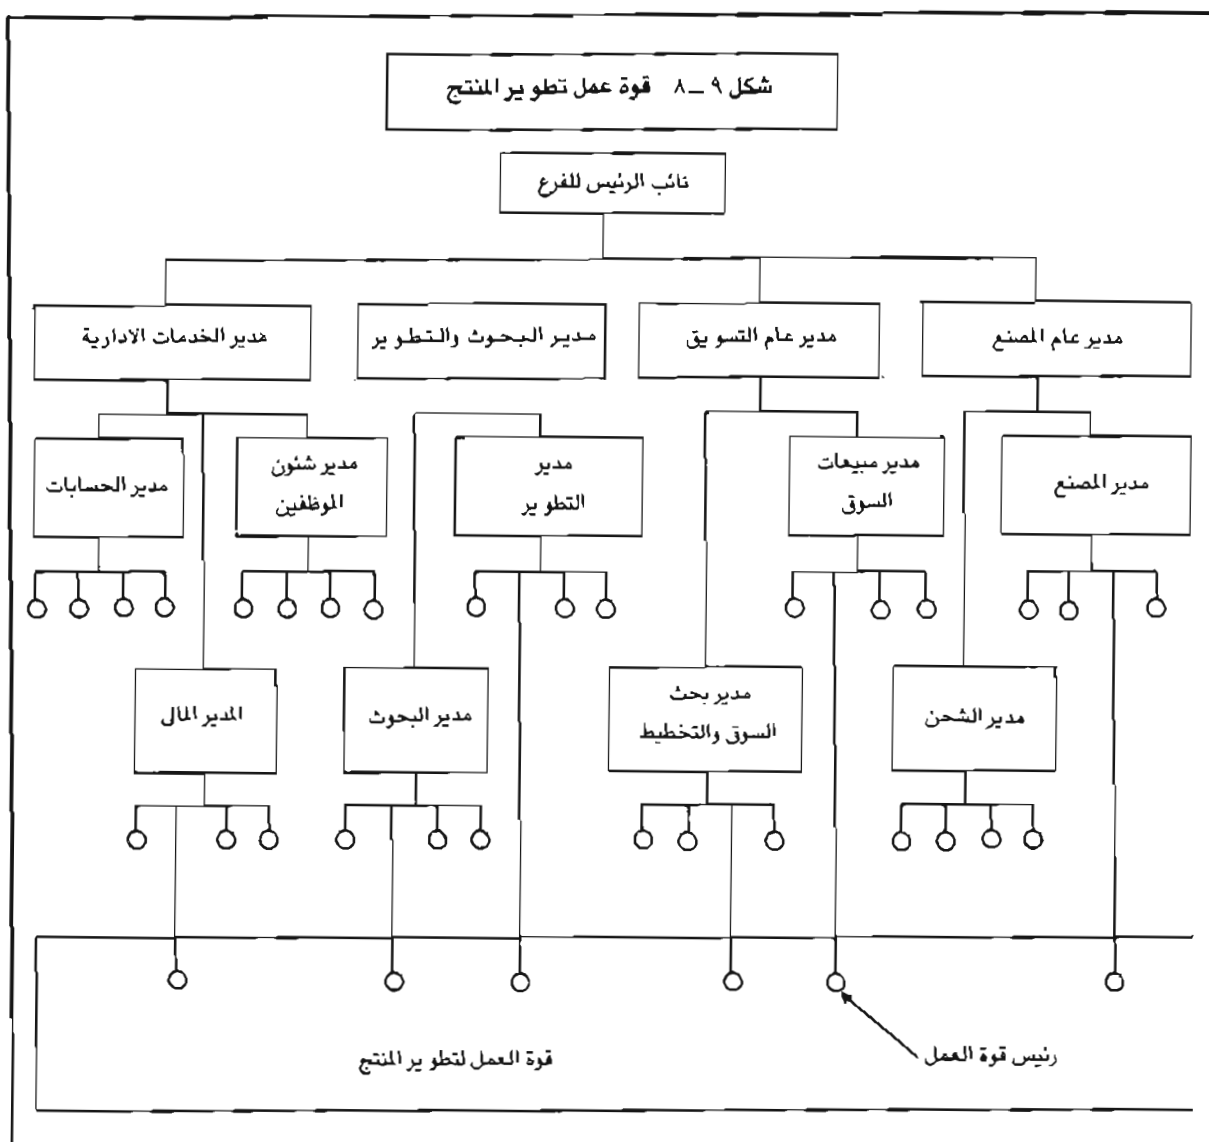 شكل ٩ – ٨ قوة عمل تطوير المنتج
نائب الرئيس للفرع
مدير عام المصنع
مدير عام التسويق
مدير البحوث والتطوير
مدير الخدمات الادارية
مدير المصنع
مدير مبيعات
السوق
مدير
التطوير
مدير شئون
الموظفين
مدير الحسابات
مدير الشحن
مدير بحث
السوق والتخطيط
مدير البحوث
المدير المال
رئيس قوة العمل
قوة العمل لتطوير المنتج